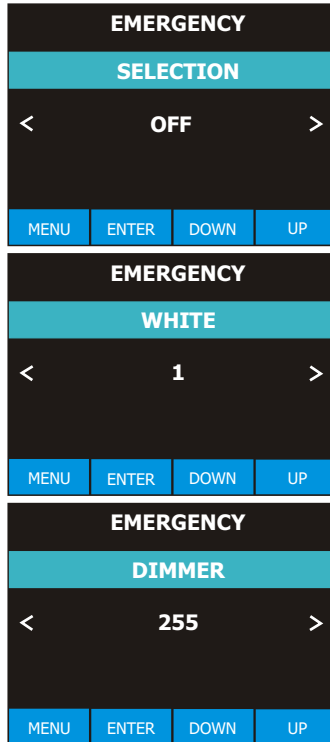 EMERGENCY
SELECTION
< OFF >
MENU ENTER DOWN UP
EMERGENCY
WHITE
< 1 >
MENU ENTER DOWN UP
EMERGENCY
DIMMER
< 255 >
MENU ENTER DOWN UP